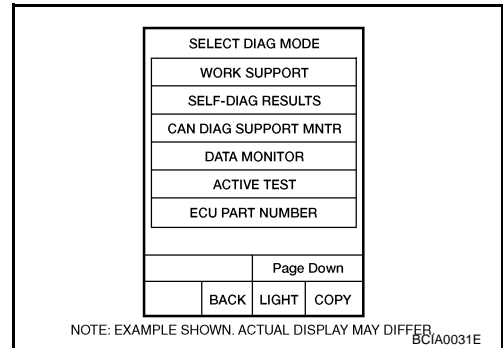 SELECT DIAG MODE
WORK SUPPORT
SELF-DIAG RESULTS
CAN DIAG SUPPORT MNTR
DATA MONITOR
ACTIVE TEST
ECU PART NUMBER
Page Down
BACK LIGHT COPY
NOTE: EXAMPLE SHOWN. ACTUAL DISPLAY MAY DIFFER.
BCIA0031E